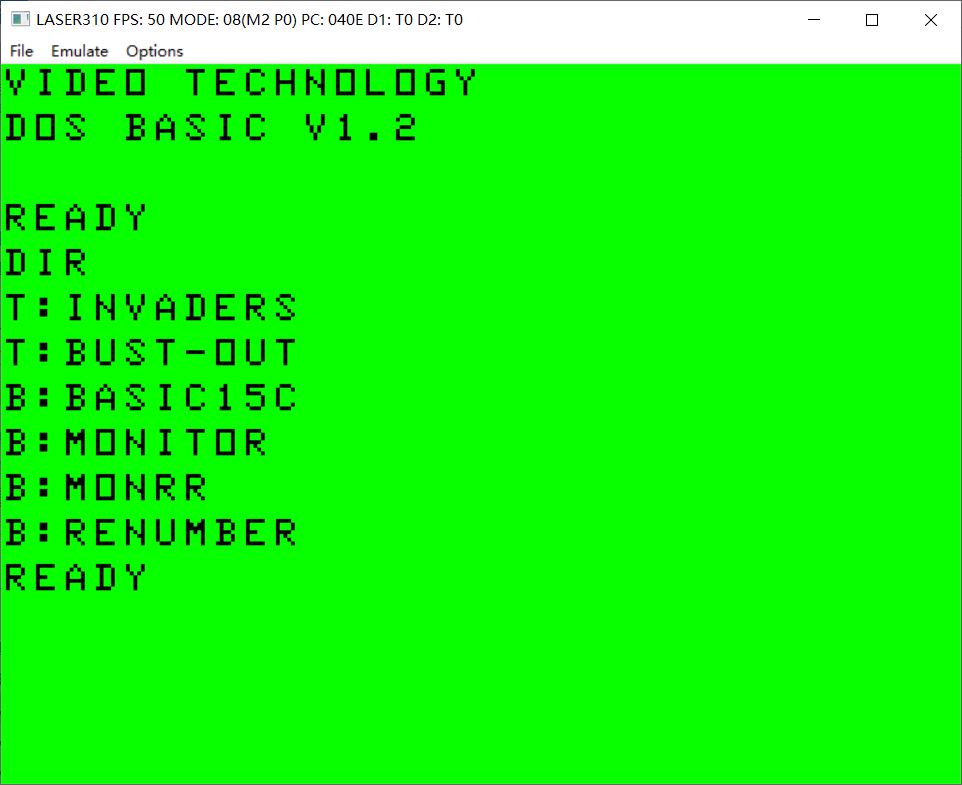 LASER310 FPS: 50 MODE: 08(M2 P0) PC: 040E D1: T0 D2: T0
File Emulate Options
VIDEO TECHNOLOGY
DOS BASIC V1.2
READY
DIR
T:INVADERS
T:BUST-OUT
B:BASIC15C
B:MONITOR
B:MONRR
B:RENUMBER
READY